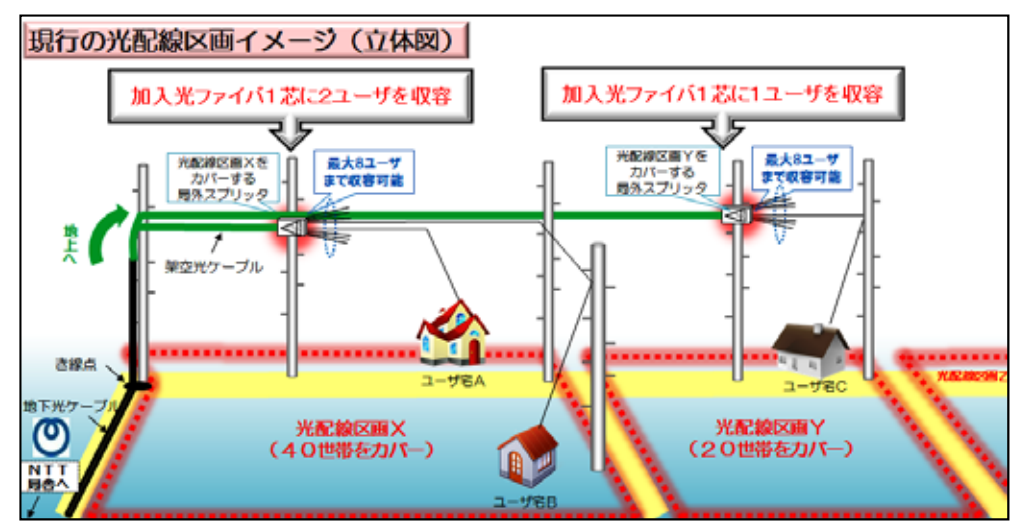 現行の光配線区画イメージ（立体図）
加入光ファイバ1芯に2ユーザを収容
加入光ファイバ1芯に1ユーザを収容
光配線区画Xを
カバーする
局外スプリッタ
最大8ユーザ
まで収容可能
光配線区画Yを
カバーする
局外スプリッタ
最大8ユーザ
まで収容可能
地上へ
架空光ケーブル
き線点
地下光ケーブル
NTT
局舎へ
ユーザ宅A
ユーザ宅B
ユーザ宅C
光配線区画X
（40世帯をカバー）
光配線区画Y
（20世帯をカバー）
光配線区画Z